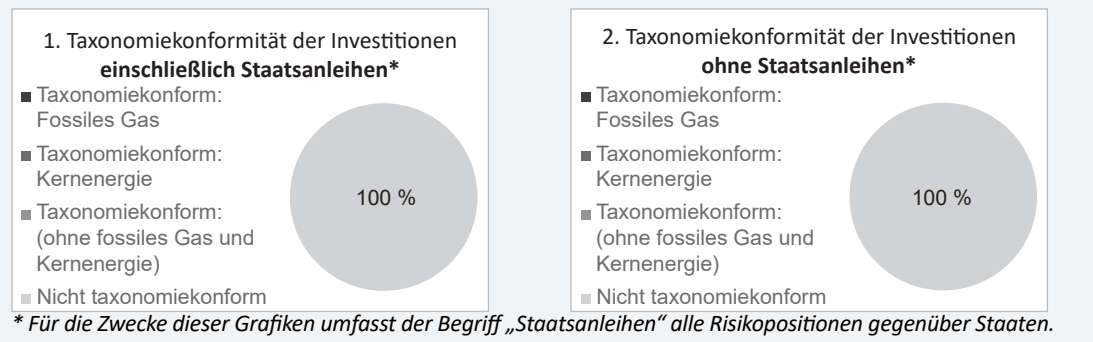 1. Taxonomiekonformität der Investitionen
einschließlich Staatsanleihen*
Taxonomiekonform:
Fossiles Gas
Taxonomiekonform:
Kernenergie
Taxonomiekonform:
(ohne fossiles Gas und
Kernenergie)
Nicht taxonomiekonform
100 %
2. Taxonomiekonformität der Investitionen
ohne Staatsanleihen*
Taxonomiekonform:
Fossiles Gas
Taxonomiekonform:
Kernenergie
Taxonomiekonform:
(ohne fossiles Gas und
Kernenergie)
Nicht taxonomiekonform
100 %
* Für die Zwecke dieser Grafiken umfasst der Begriff „Staatsanleihen“ alle Risikopositionen gegenüber Staaten.